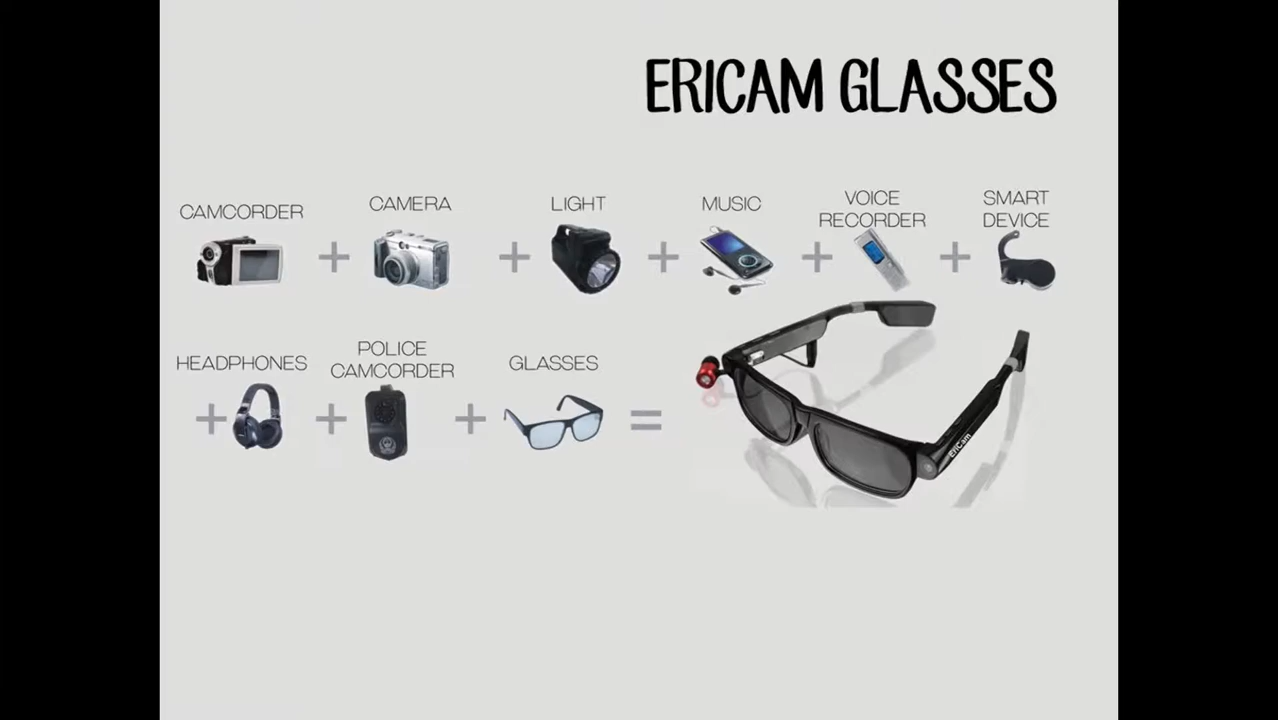 ERICAM GLASSES
CAMCORDER
+
CAMERA
+
LIGHT
+
MUSIC
+
VOICE
RECORDER
+
SMART
DEVICE
+
HEADPHONES
+
POLICE
CAMCORDER
+
GLASSES
=
EriCam